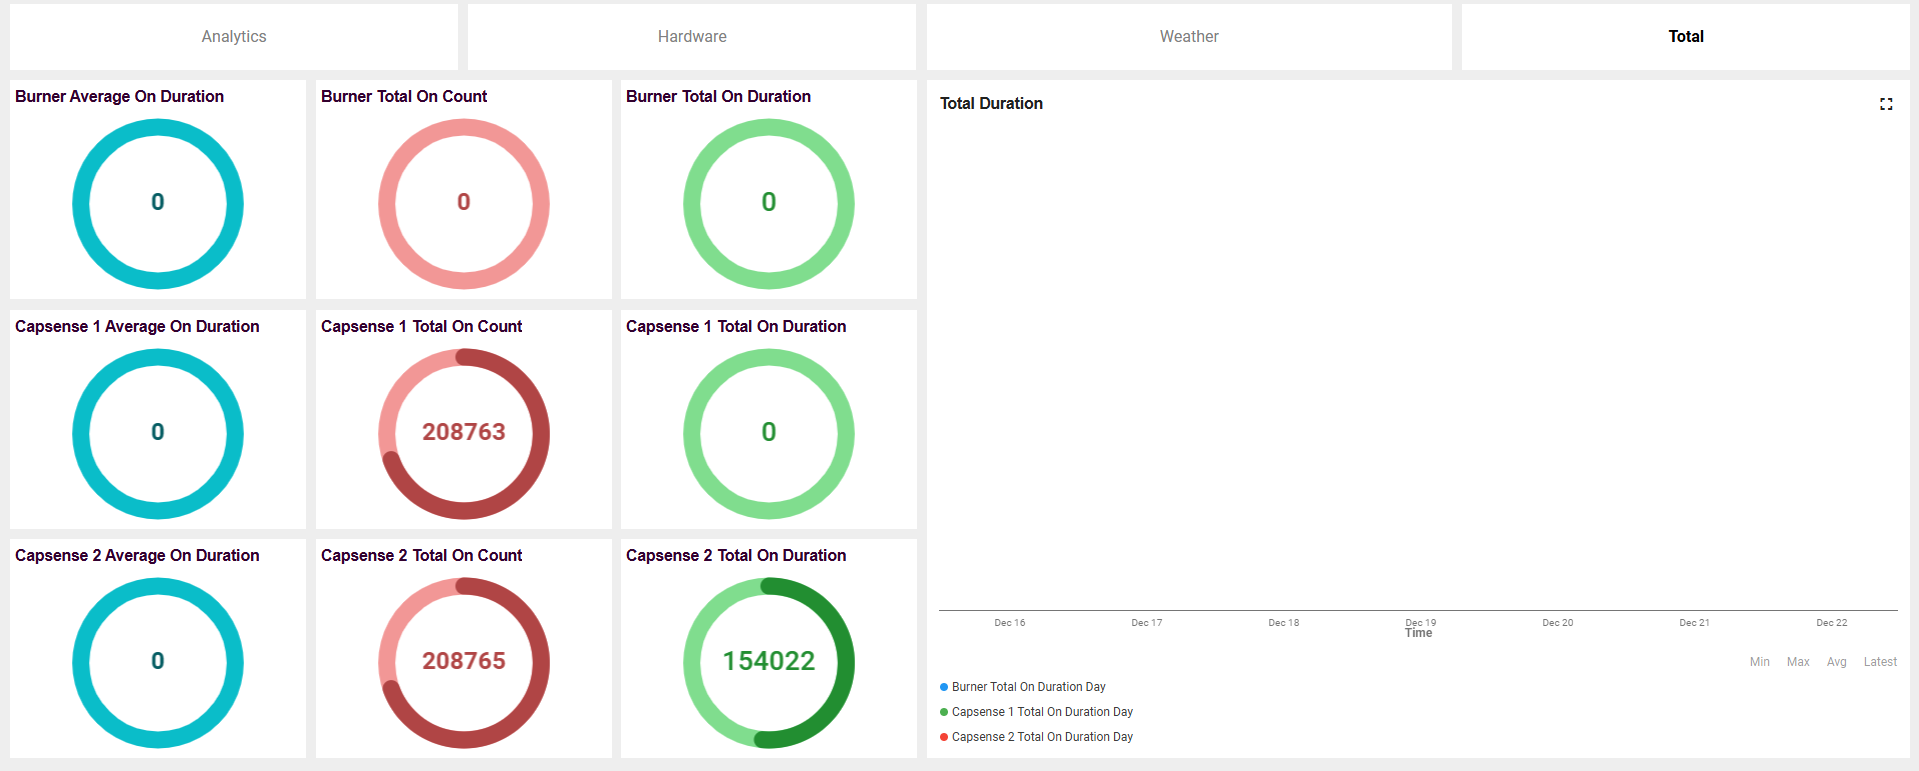 Analytics
Hardware
Weather
Total
Burner Average On Duration
0
Burner Total On Count
0
Burner Total On Duration
0
Capsense 1 Average On Duration
0
Capsense 1 Total On Count
208763
Capsense 1 Total On Duration
0
Capsense 2 Average On Duration
0
Capsense 2 Total On Count
208765
Capsense 2 Total On Duration
154022
Total Duration
Dec 16 Dec 17 Dec 18 Dec 19 Dec 20 Dec 21 Dec 22
Time
Min Max Avg Latest
Burner Total On Duration Day
Capsense 1 Total On Duration Day
Capsense 2 Total On Duration Day